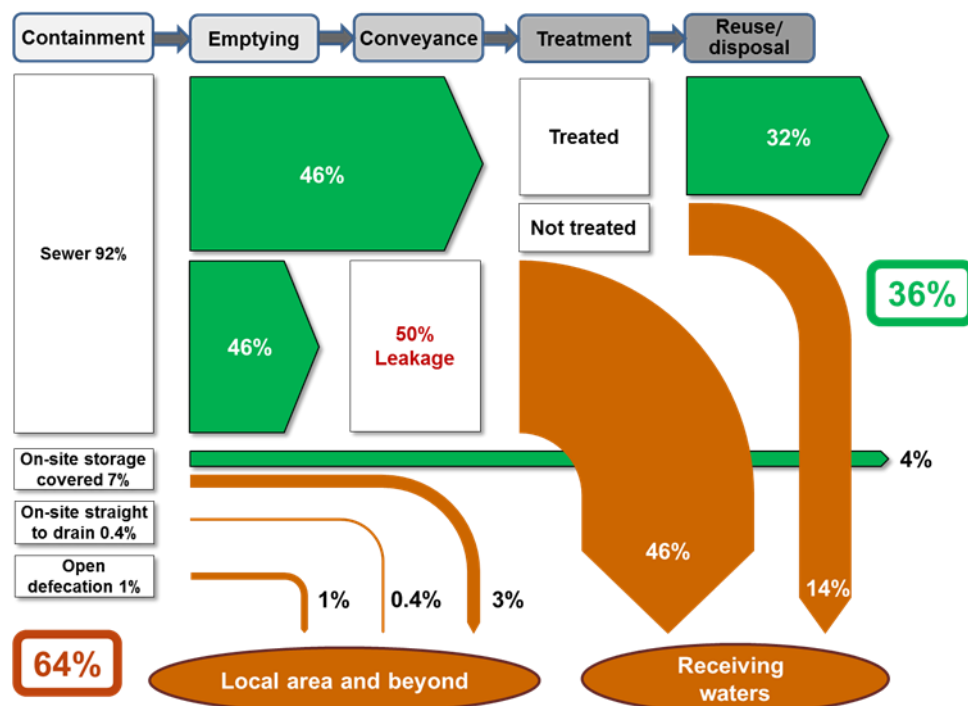 Containment
Emptying
Conveyance
Treatment
Reuse/
disposal
Sewer 92%
46%
Treated
32%
Not treated
46%
50%
Leakage
36%
On-site storage
covered 7%
4%
On-site straight
to drain 0.4%
Open
defecation 1%
1%
0.4%
3%
46%
14%
64%
Local area and beyond
Receiving
waters